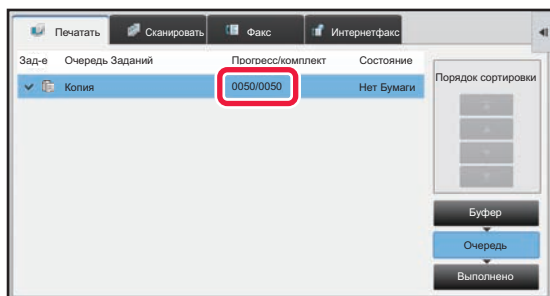 Печатать Сканировать Факс Интернетфакс
Зад-е Очередь Заданий Прогресс/комплект Состояние
Копия 0050/0050 Нет Бумаги
Порядок сортировки
Буфер
Очередь
Выполнено